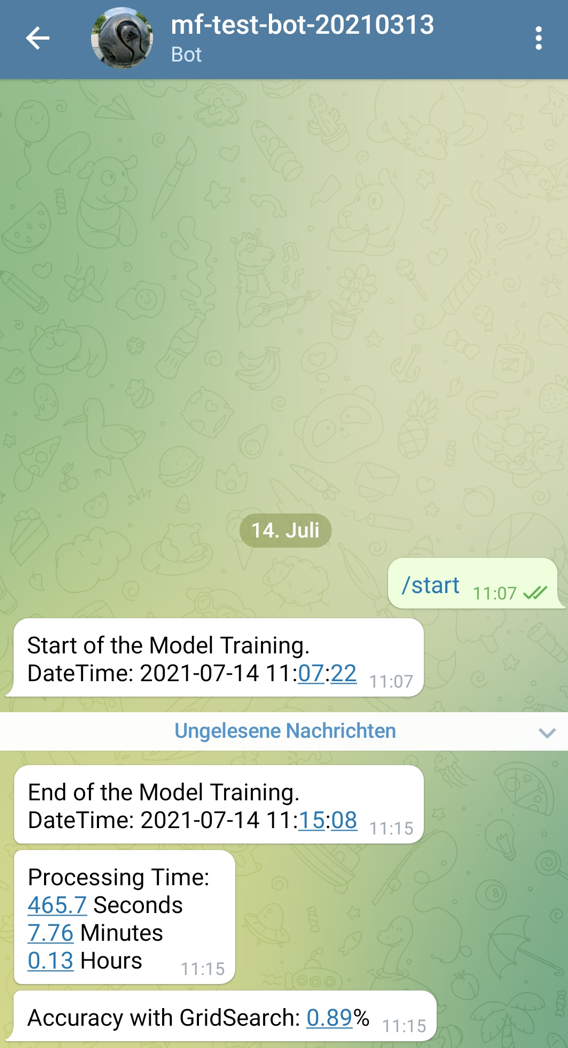 mf-test-bot-20210313
Bot
14. Juli
/start 11:07
Start of the Model Training.
DateTime: 2021-07-14 11:07:22 11:07
Ungelesene Nachrichten
End of the Model Training.
DateTime: 2021-07-14 11:15:08 11:15
Processing Time:
465.7 Seconds
7.76 Minutes
0.13 Hours 11:15
Accuracy with GridSearch: 0.89% 11:15